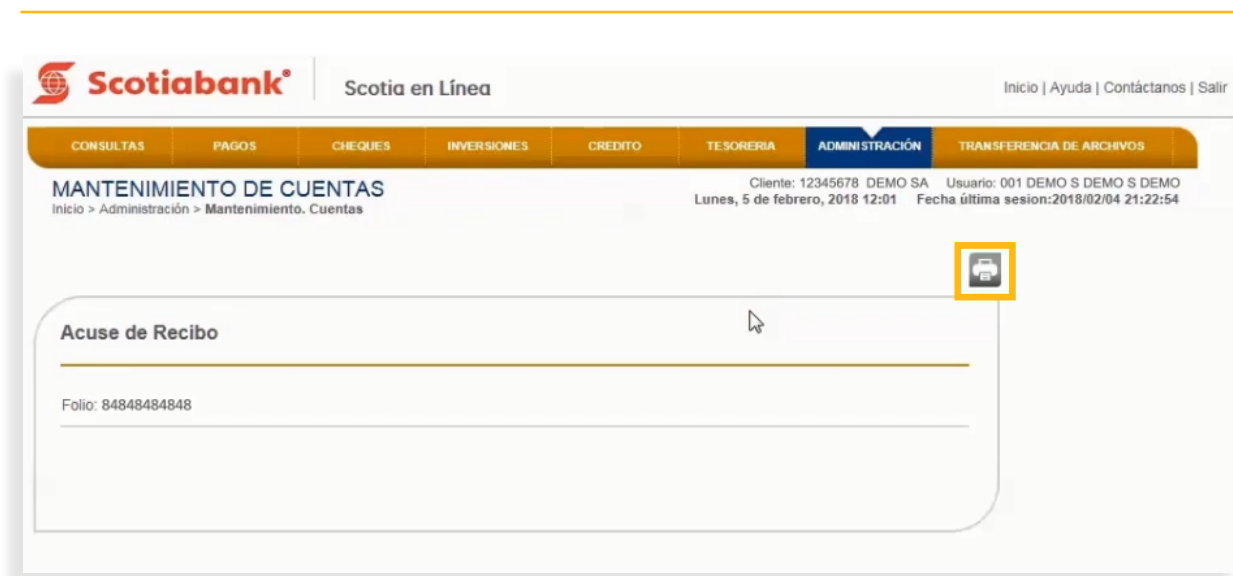 Scotiabank® Scotia en Línea Inicio | Ayuda | Contáctanos | Salir
CONSULTAS PAGOS CHEQUES INVERSIONES CREDITO TESORERIA ADMINISTRACIÓN TRANSFERENCIA DE ARCHIVOS
MANTENIMIENTO DE CUENTAS Cliente: 12345678 DEMO SA Usuario: 001 DEMO S DEMO S DEMO
Inicio > Administración > Mantenimiento. Cuentas Lunes, 5 de febrero, 2018 12:01 Fecha última sesion:2018/02/04 21:22:54
Acuse de Recibo
Folio: 84848484848